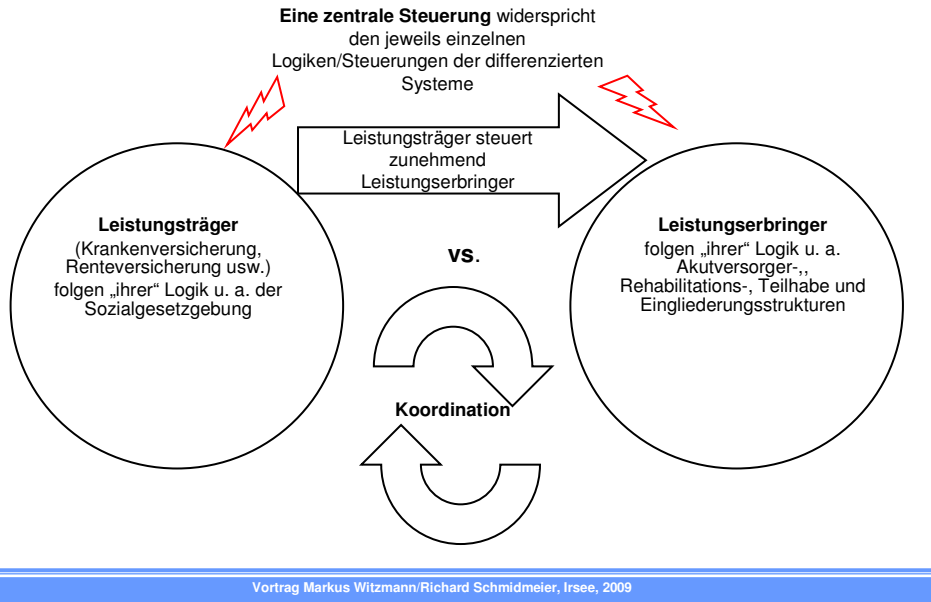 Eine zentrale Steuerung widerspricht
den jeweils einzelnen
Logiken/Steuerungen der differenzierten
Systeme
Leistungsträger steuert
zunehmend
Leistungserbringer
Leistungsträger
(Krankenversicherung,
Renteversicherung usw.)
folgen „ihrer“ Logik u. a. der
Sozialgesetzgebung
vs.
Leistungserbringer
folgen „ihrer“ Logik u. a.
Akutversorger-,,
Rehabilitations-, Teilhabe und
Eingliederungsstrukturen
Koordination
Vortrag Markus Witzmann/Richard Schmidmeier, Irsee, 2009